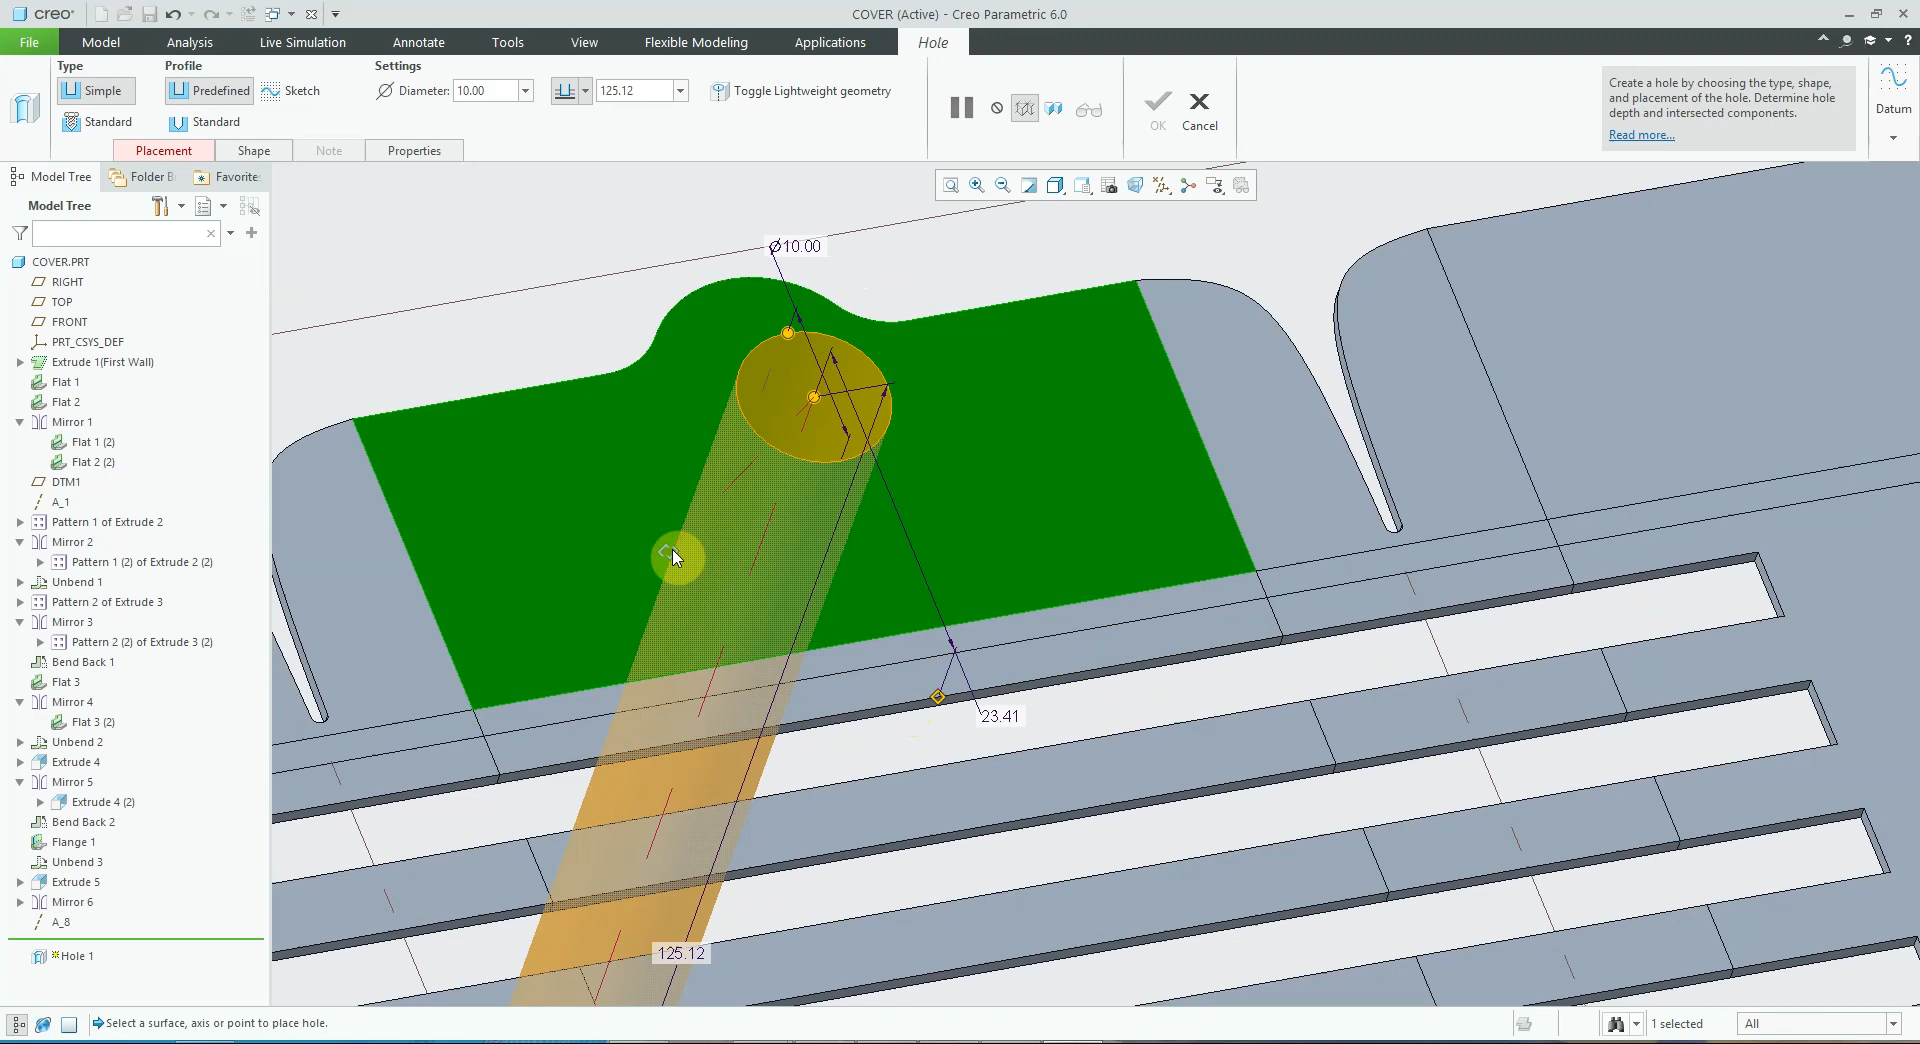 creo
COVER (Active) - Creo Parametric 6.0
File
Model
Analysis
Live Simulation
Annotate
Tools
View
Flexible Modeling
Applications
Hole
Type
Profile
Settings
Simple
Predefined
Sketch
Diameter:
10.00
125.12
Toggle Lightweight geometry
Standard
Standard
OK
Cancel
Create a hole by choosing the type, shape,
and placement of the hole. Determine hole
depth and intersected components.
Read more...
Datum
Placement
Shape
Note
Properties
Model Tree
Folder B
Favorite
Model Tree
COVER.PRT
RIGHT
TOP
FRONT
PRT_CSYS_DEF
Extrude 1(First Wall)
Flat 1
Flat 2
Mirror 1
Flat 1 (2)
Flat 2 (2)
DTM1
A_1
Pattern 1 of Extrude 2
Mirror 2
Pattern 1 (2) of Extrude 2 (2)
Unbend 1
Pattern 2 of Extrude 3
Mirror 3
Pattern 2 (2) of Extrude 3 (2)
Bend Back 1
Flat 3
Mirror 4
Flat 3 (2)
Unbend 2
Extrude 4
Mirror 5
Extrude 4 (2)
Bend Back 2
Flange 1
Unbend 3
Extrude 5
Mirror 6
A_8
Hole 1
Ø10.00
23.41
125.12
Select a surface, axis or point to place hole.
1 selected
All